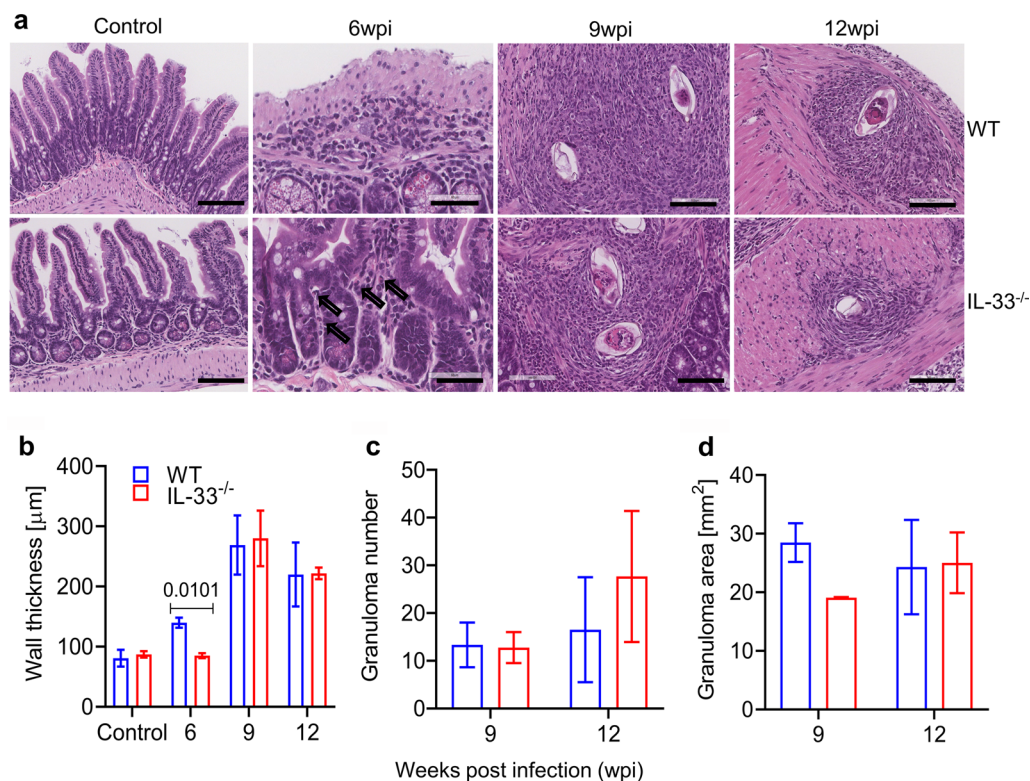 a
Control 6wpi 9wpi 12wpi
WT
IL-33-/-
b
Wall thickness [μm]
400
300
200
100
0
WT
IL-33-/-
0.0101
Control 6 9 12
c
Granuloma number
50
40
30
20
10
0
9 12
d
Granuloma area [mm2]
40
30
20
10
0
9 12
Weeks post infection (wpi)